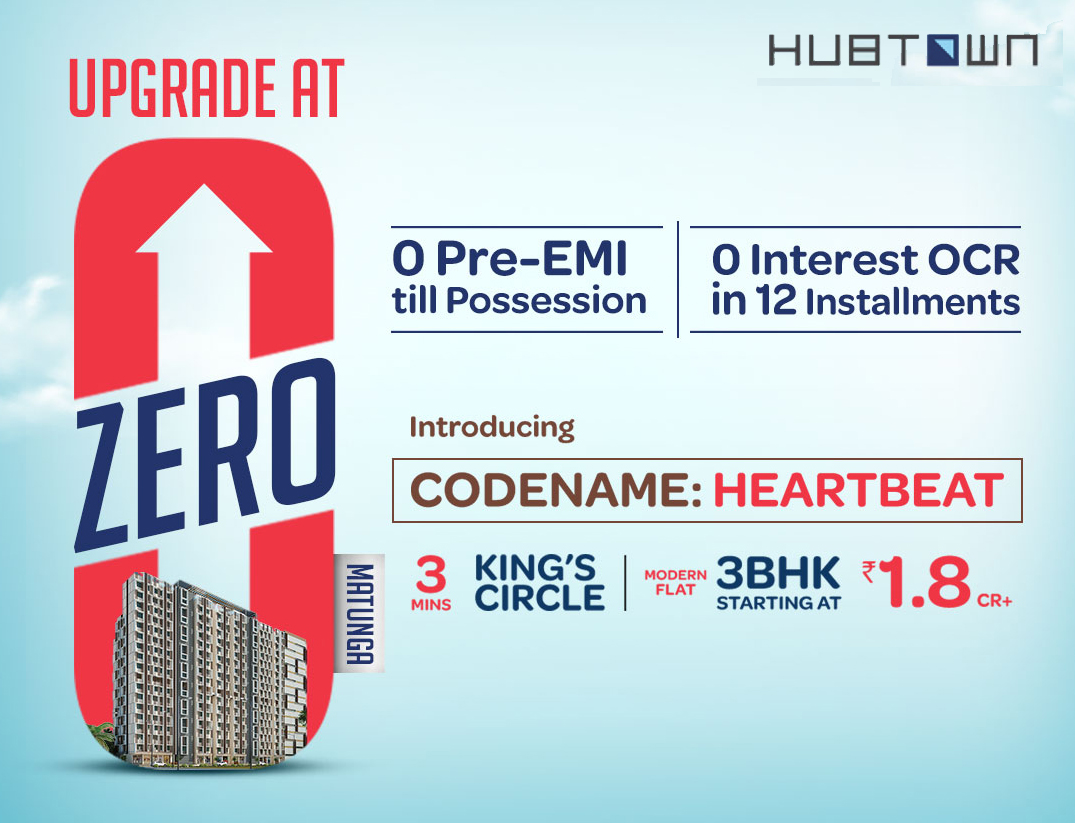 HUBTOWN
UPGRADE AT
ZERO
MATUNGA
0 Pre-EMI
till Possession
0 Interest OCR
in 12 Installments
Introducing
CODENAME: HEARTBEAT
3
MINS
KING'S
CIRCLE
MODERN
FLAT
3BHK
STARTING AT
₹1.8 CR+